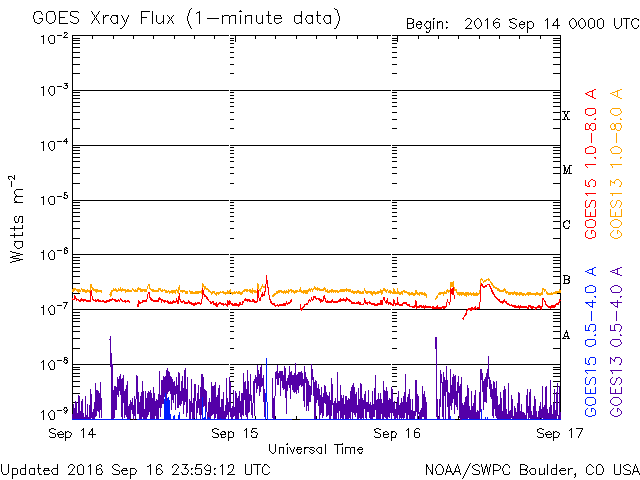 GOES Xray Flux (1-minute data)
Begin: 2016 Sep 14 0000 UTC
10-2
10-3
10-4
10-5
10-6
10-7
10-8
10-9
Watts m-2
X
M
C
B
A
GOES15 1.0-8.0 A
GOES13 1.0-8.0 A
GOES15 0.5-4.0 A
GOES13 0.5-4.0 A
Sep 14
Sep 15
Sep 16
Sep 17
Universal Time
Updated 2016 Sep 16 23:59:12 UTC
NOAA/SWPC Boulder, CO USA